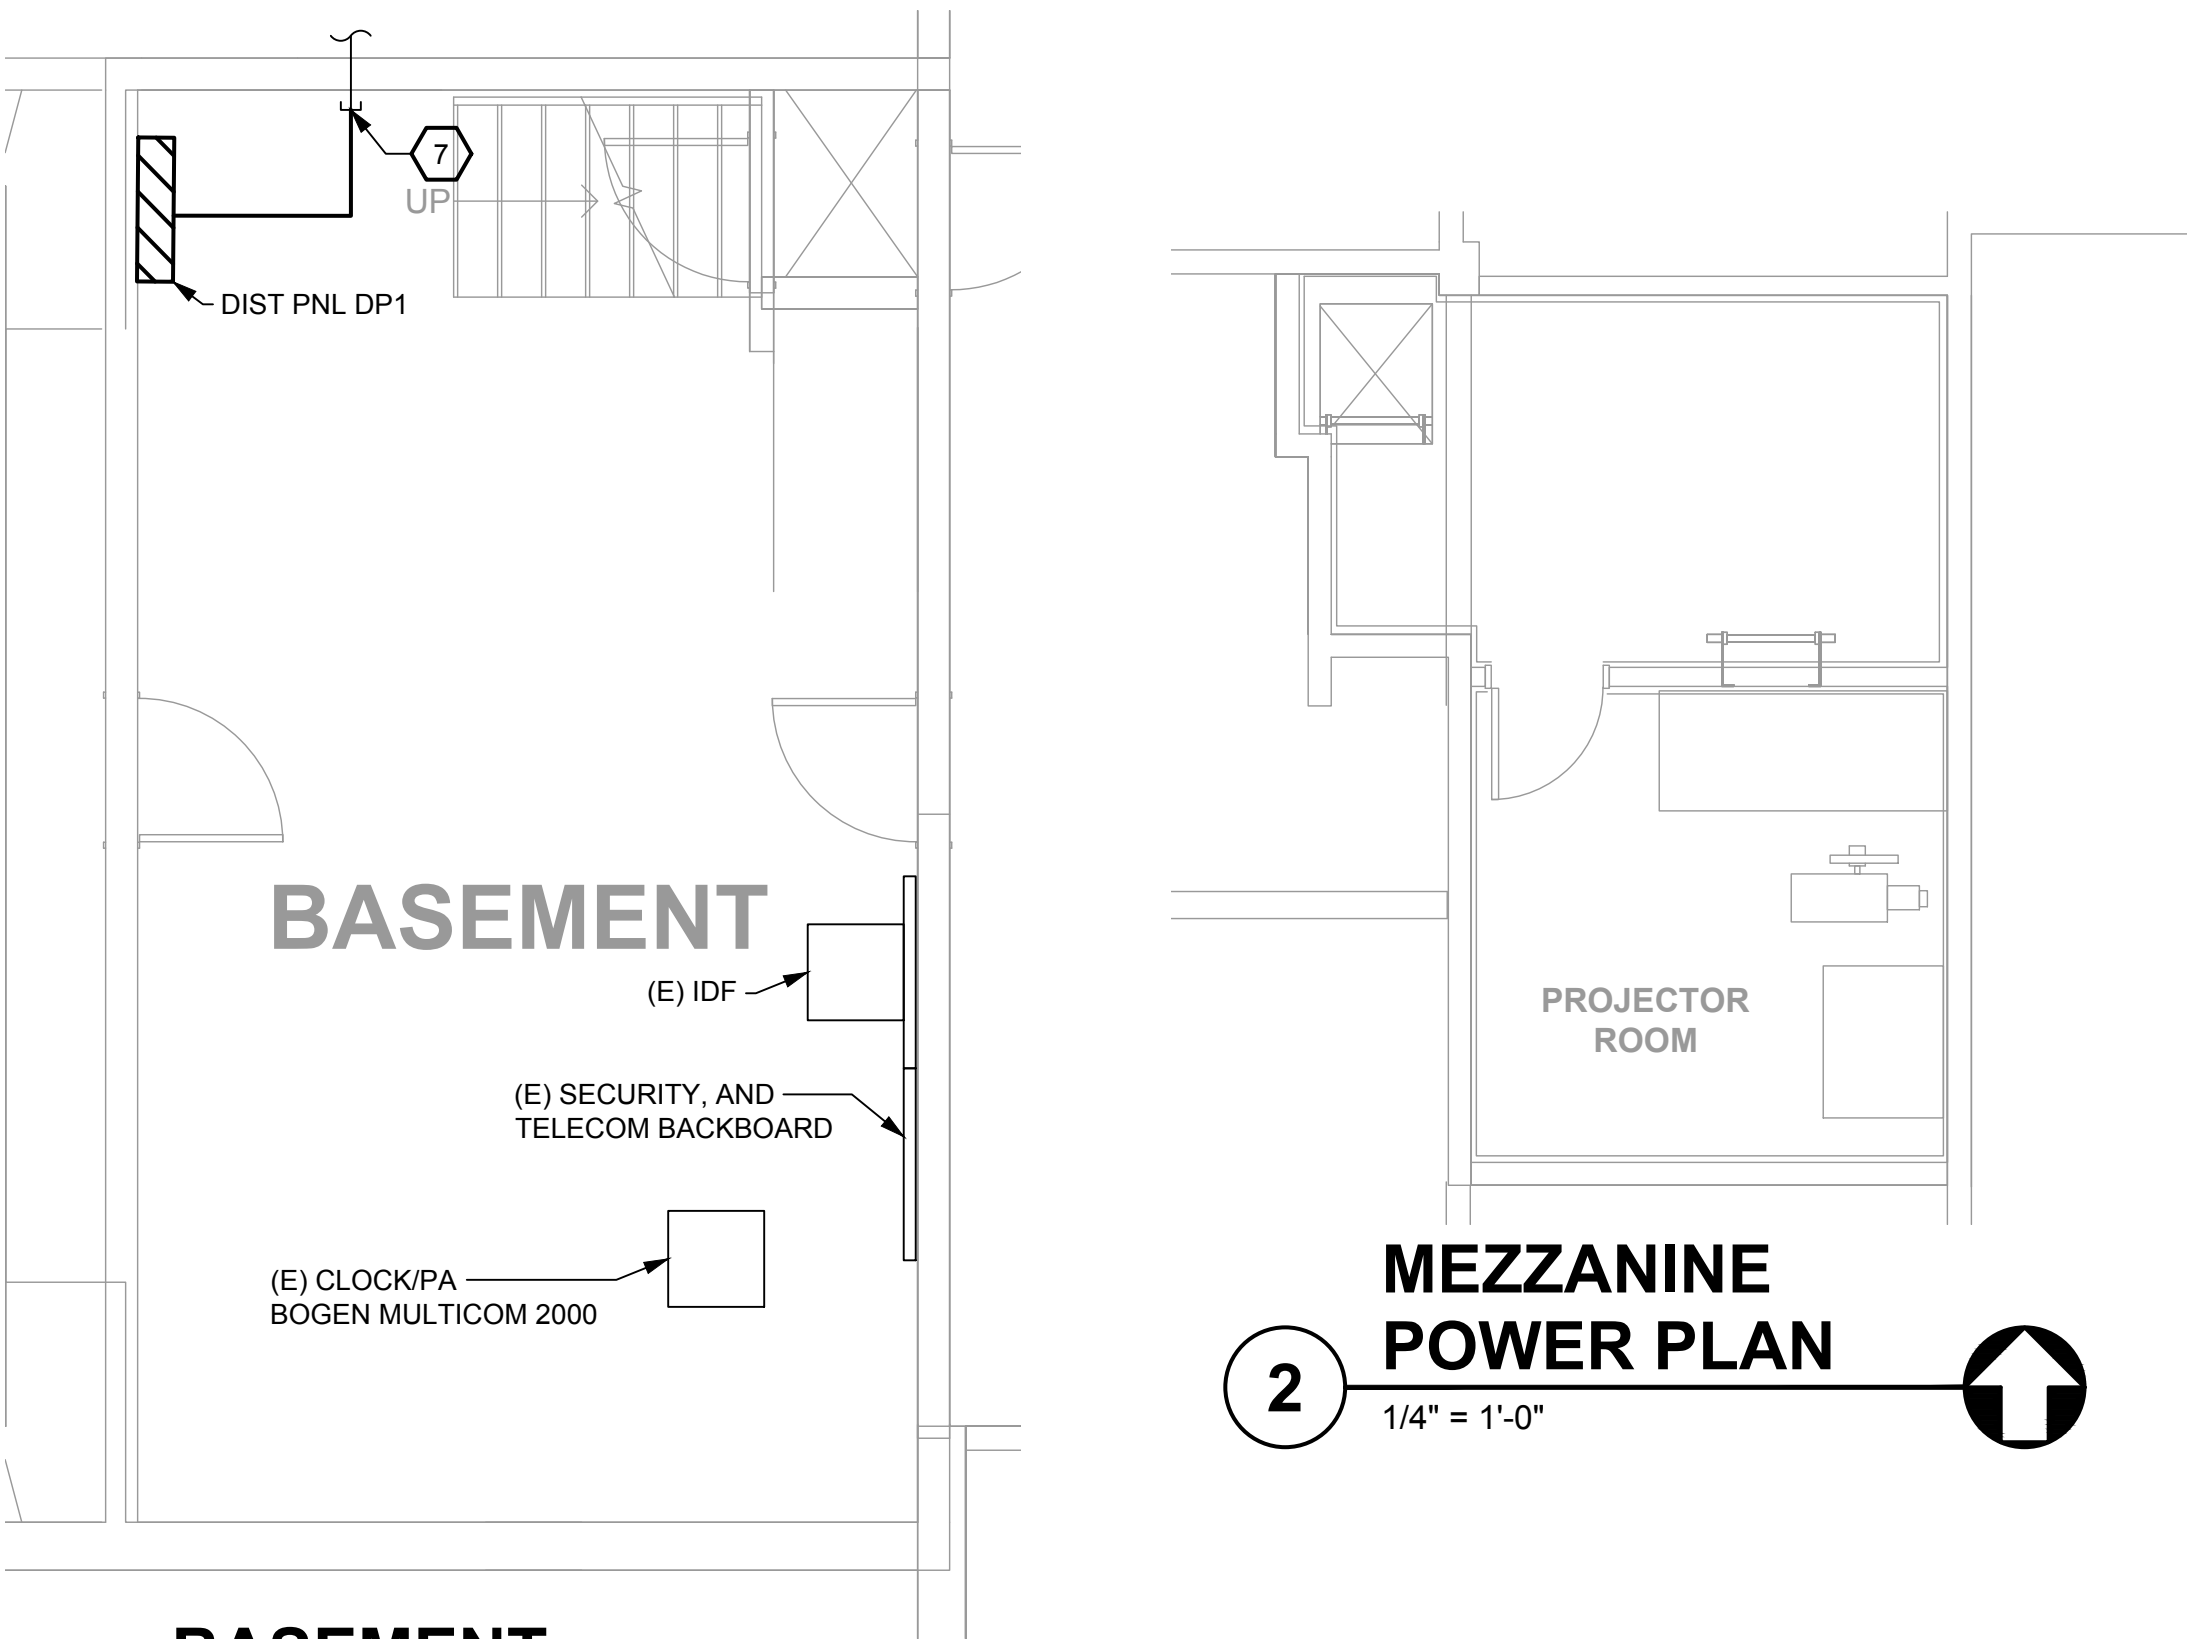 7
UP
DIST PNL DP1
BASEMENT
(E) IDF
(E) SECURITY, AND
TELECOM BACKBOARD
(E) CLOCK/PA
BOGEN MULTICOM 2000
BASEMENT
PROJECTOR
ROOM
MEZZANINE
POWER PLAN
2
1/4" = 1'-0"